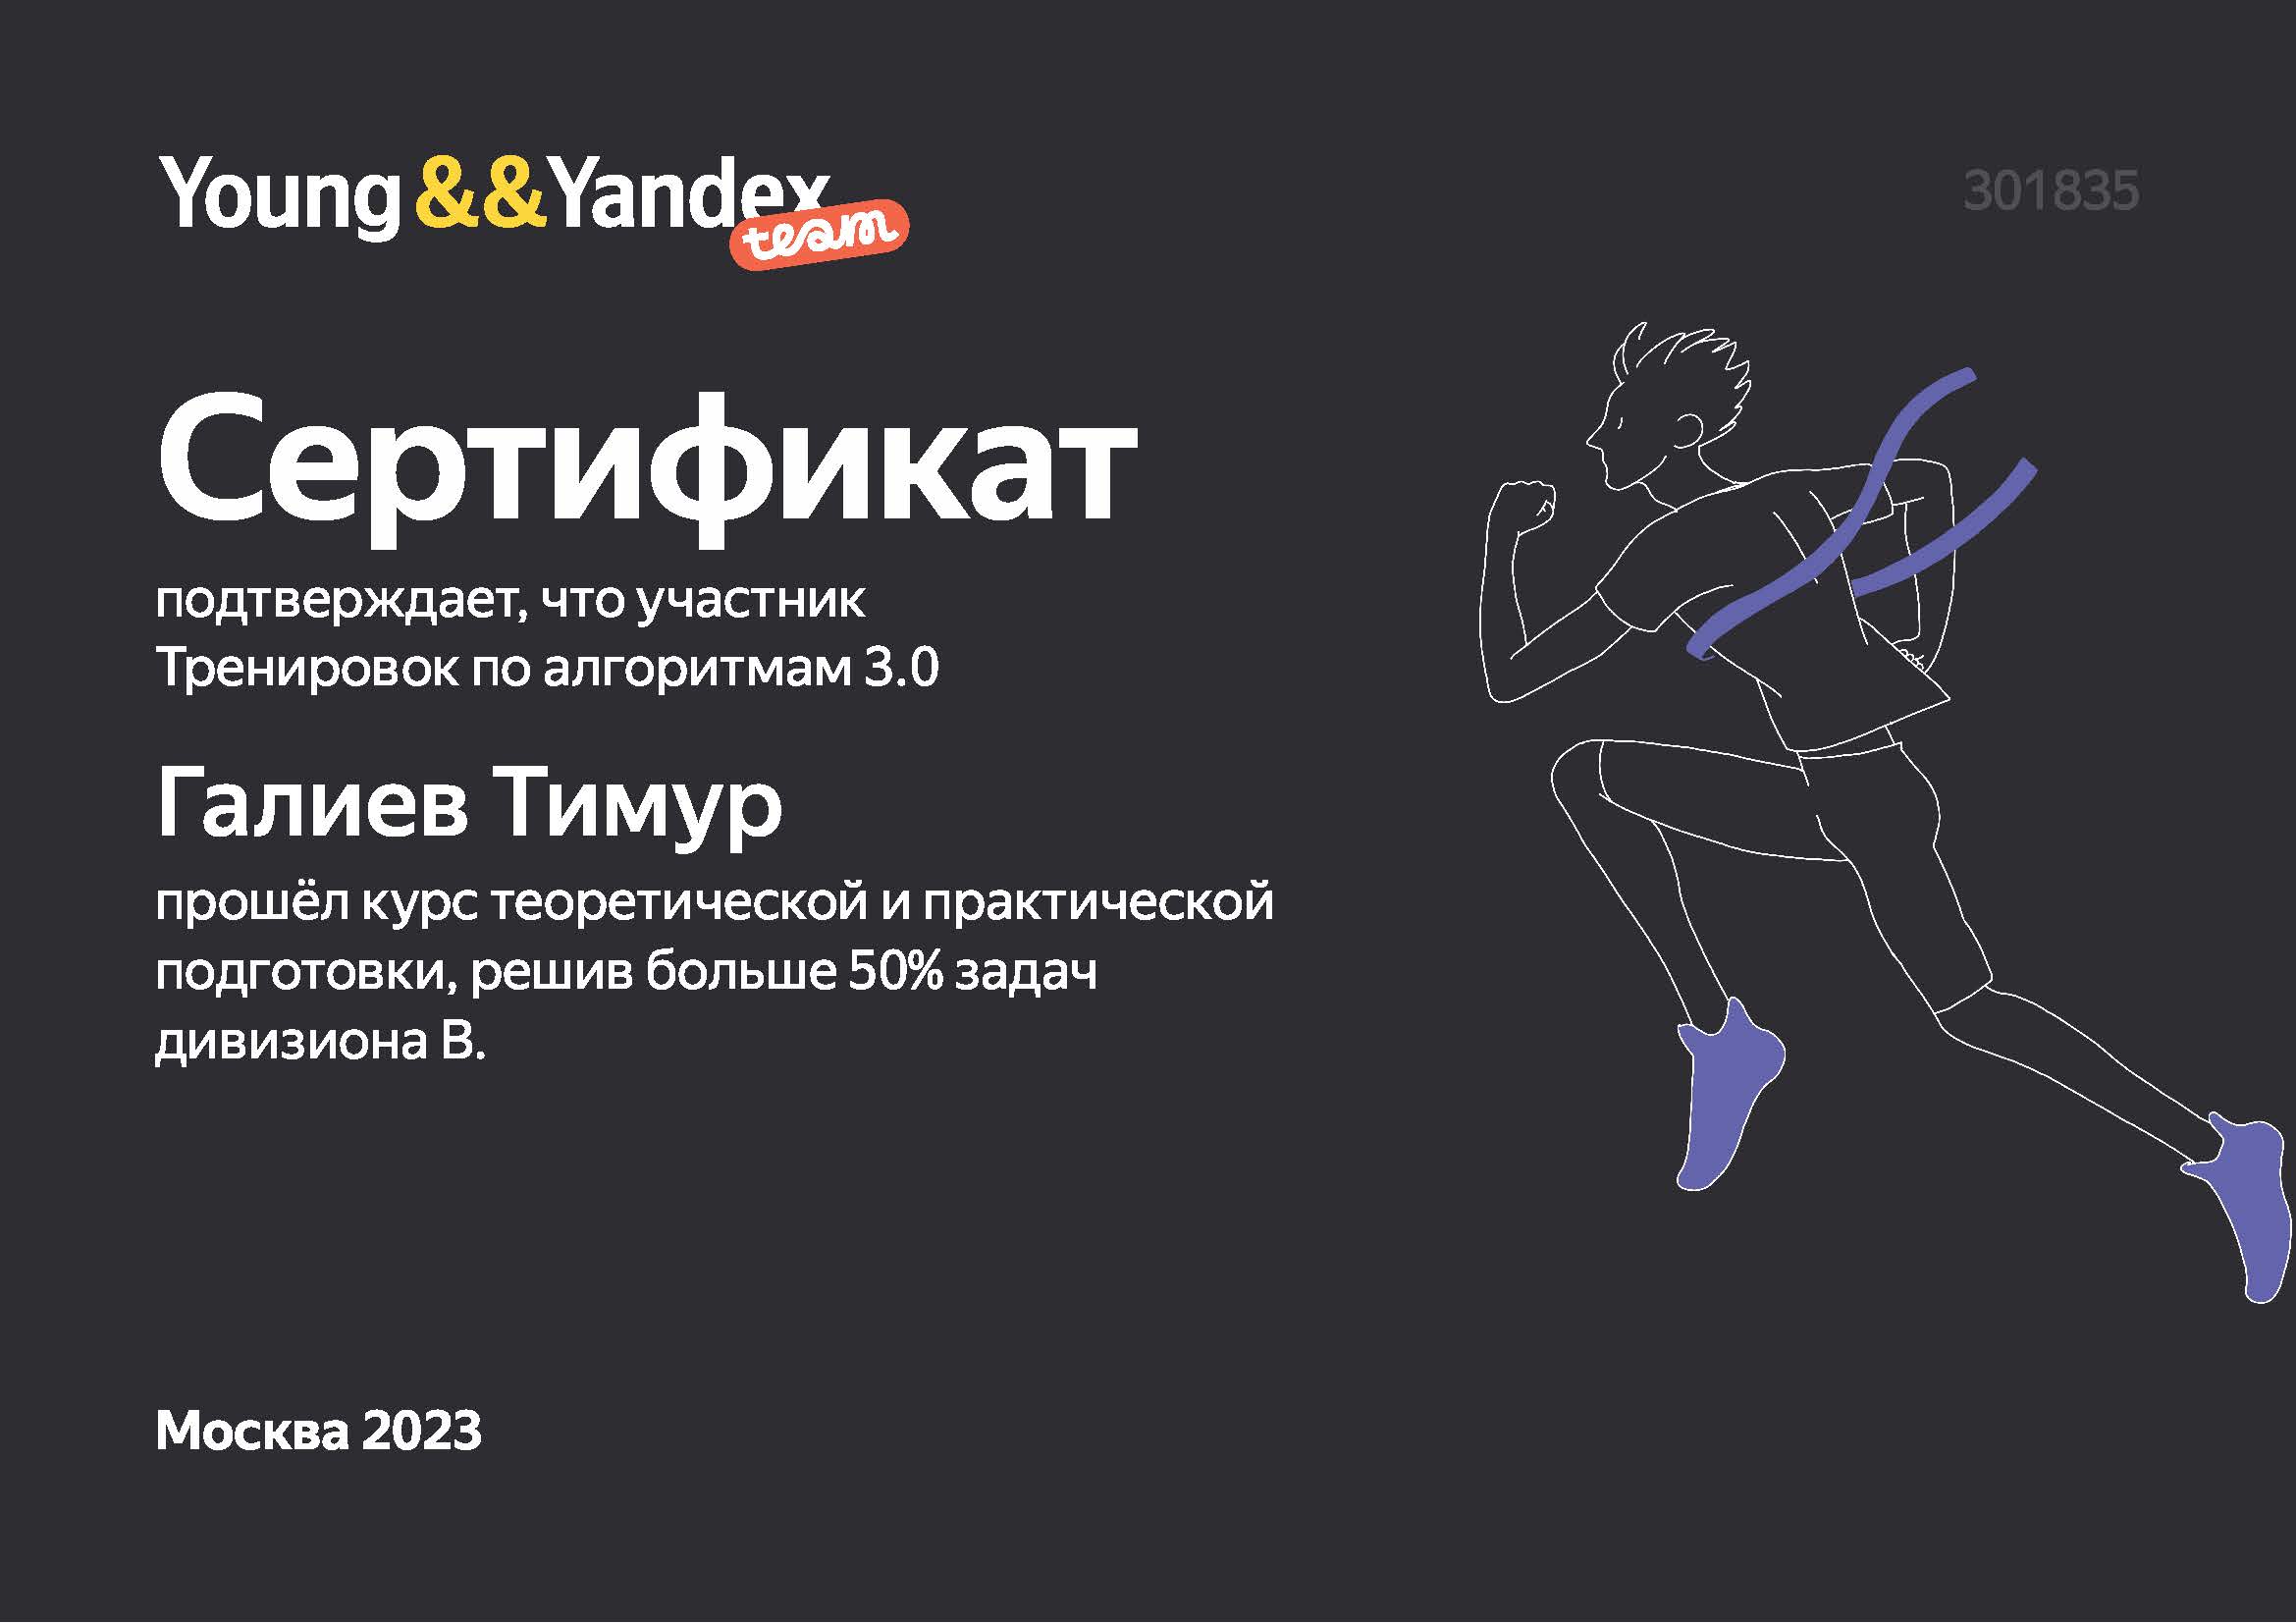 Young&&Yandex
team
301835
Сертификат
подтверждает, что участник
Тренировок по алгоритмам 3.0
Галиев Тимур
прошёл курс теоретической и практической
подготовки, решив больше 50% задач
дивизиона B.
Москва 2023